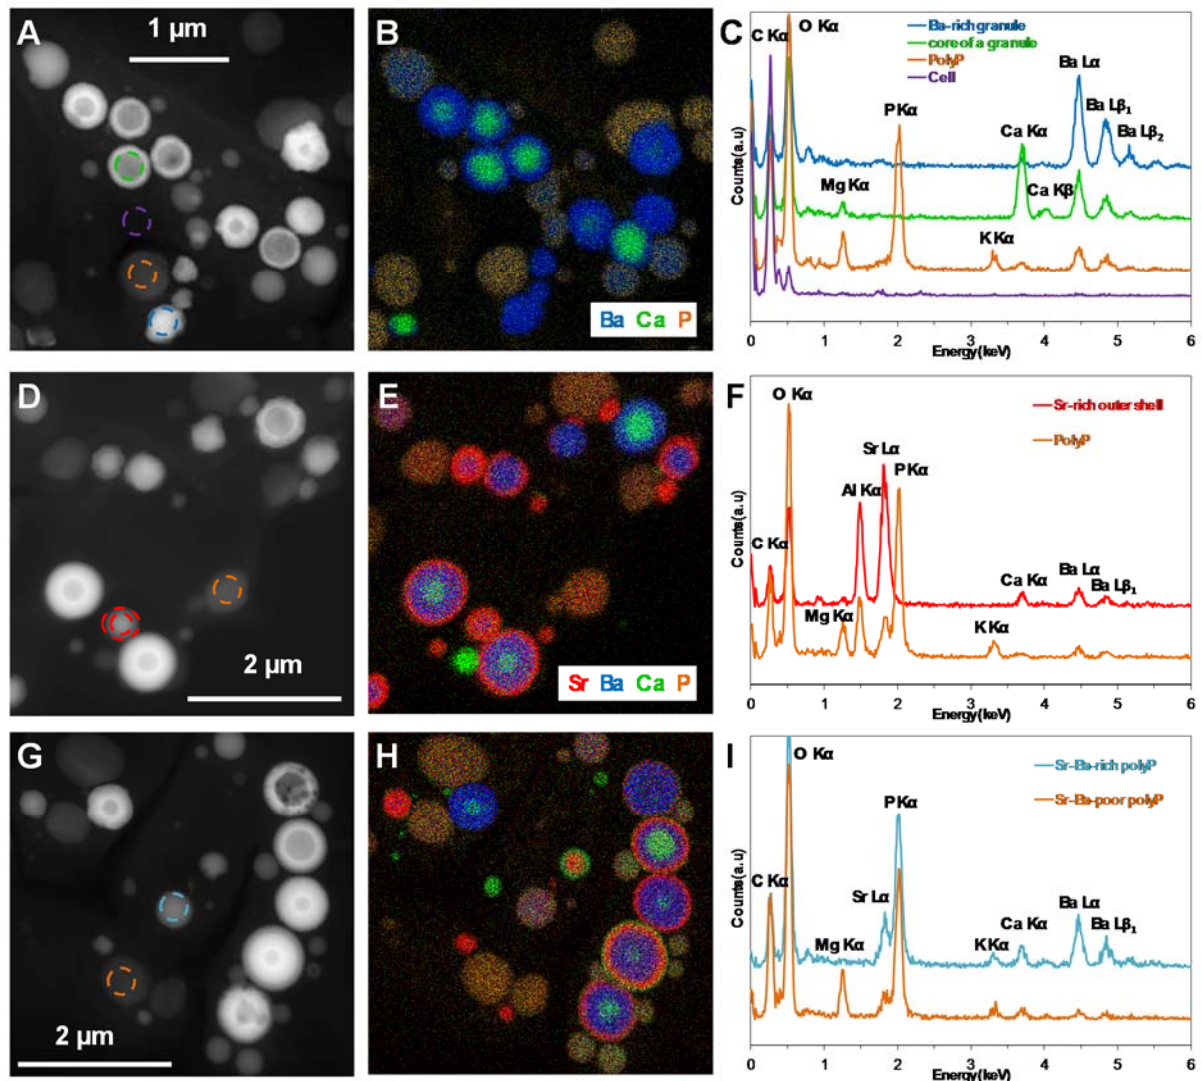 A
1 µm
B
Ba Ca P
C
C Kα
O Kα
Ba-rich granule
core of a granule
PolyP
Cell
Ba Lα
Ba Lβ1
Ba Lβ2
P Kα
Ca Kα
Ca Kβ
Mg Kα
K Kα
Counts (a.u)
0 1 2 3 4 5 6
Energy (keV)
D
2 µm
E
Sr Ba Ca P
F
O Kα
Sr-rich outer shell
PolyP
Sr Lα
P Kα
Al Kα
C Kα
Ca Kα
Ba Lα
Ba Lβ1
Mg Kα
K Kα
Counts (a.u)
0 1 2 3 4 5 6
Energy (keV)
G
2 µm
H
I
O Kα
Sr-Ba-rich polyP
Sr-Ba-poor polyP
P Kα
C Kα
Sr Lα
Ba Lα
Ba Lβ1
Ca Kα
K Kα
Mg Kα
Counts (a.u)
0 1 2 3 4 5 6
Energy (keV)